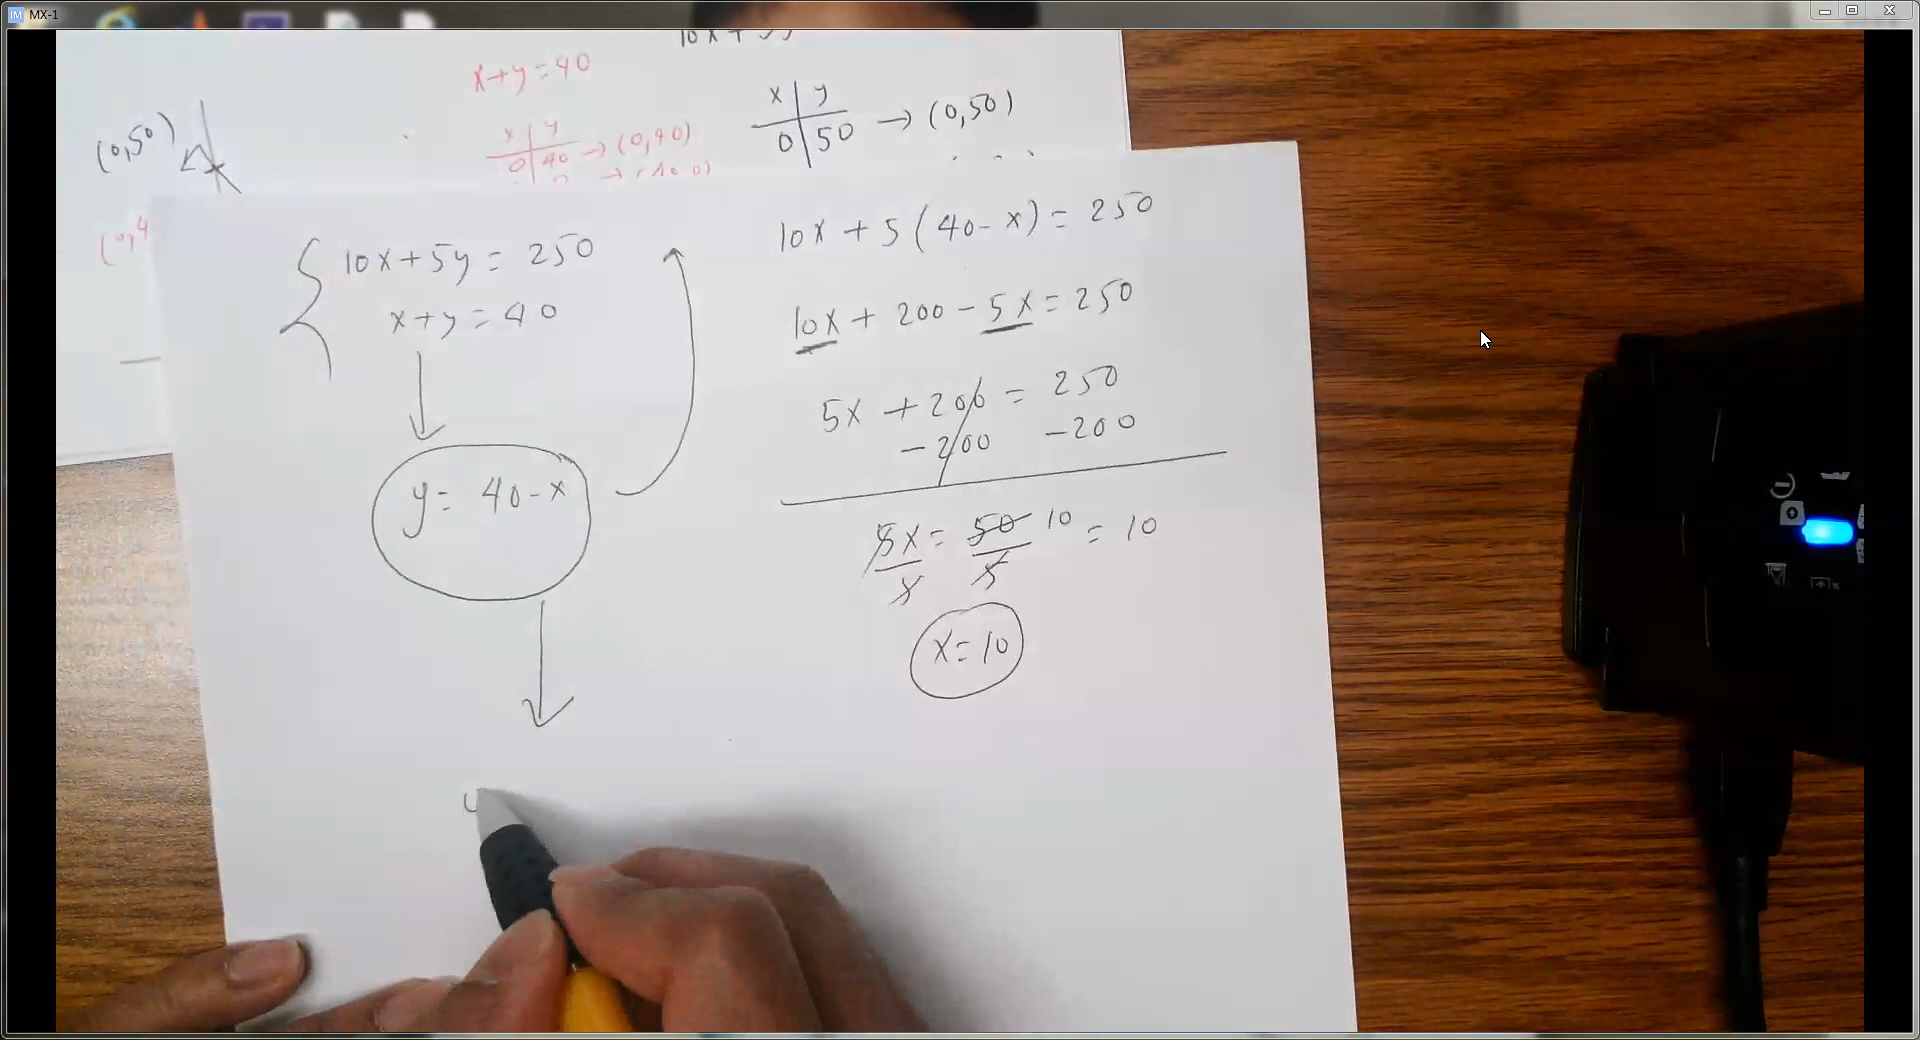 MX-1
10x + 5y
x+y=40
x | y
0 | 50 → (0,50)
(0,50)
x | y
0 | 40 → (0,40)
{10x+5y = 250
x+y = 40
y = 40-x
10x + 5(40-x) = 250
10x + 200 - 5x = 250
5x + 200 = 250
-200 -200
5x/5 = 50/5 10 = 10
x=10
y